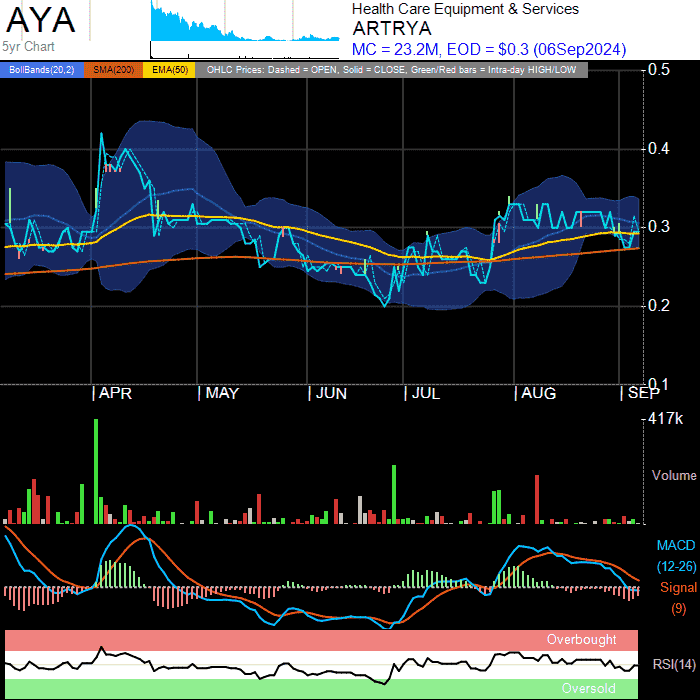 AYA
5yr Chart
Health Care Equipment & Services
ARTRYA
MC = 23.2M, EOD = $0.3 (06Sep2024)
BollBands(20,2) SMA(200) EMA(50) OHLC Prices: Dashed = OPEN, Solid = CLOSE, Green/Red bars = Intra-day HIGH/LOW
0.5
0.4
0.3
0.2
0.1
| APR | MAY | JUN | JUL | AUG | SEP
417k
Volume
MACD
(12-26)
Signal
(9)
Overbought
RSI(14)
Oversold